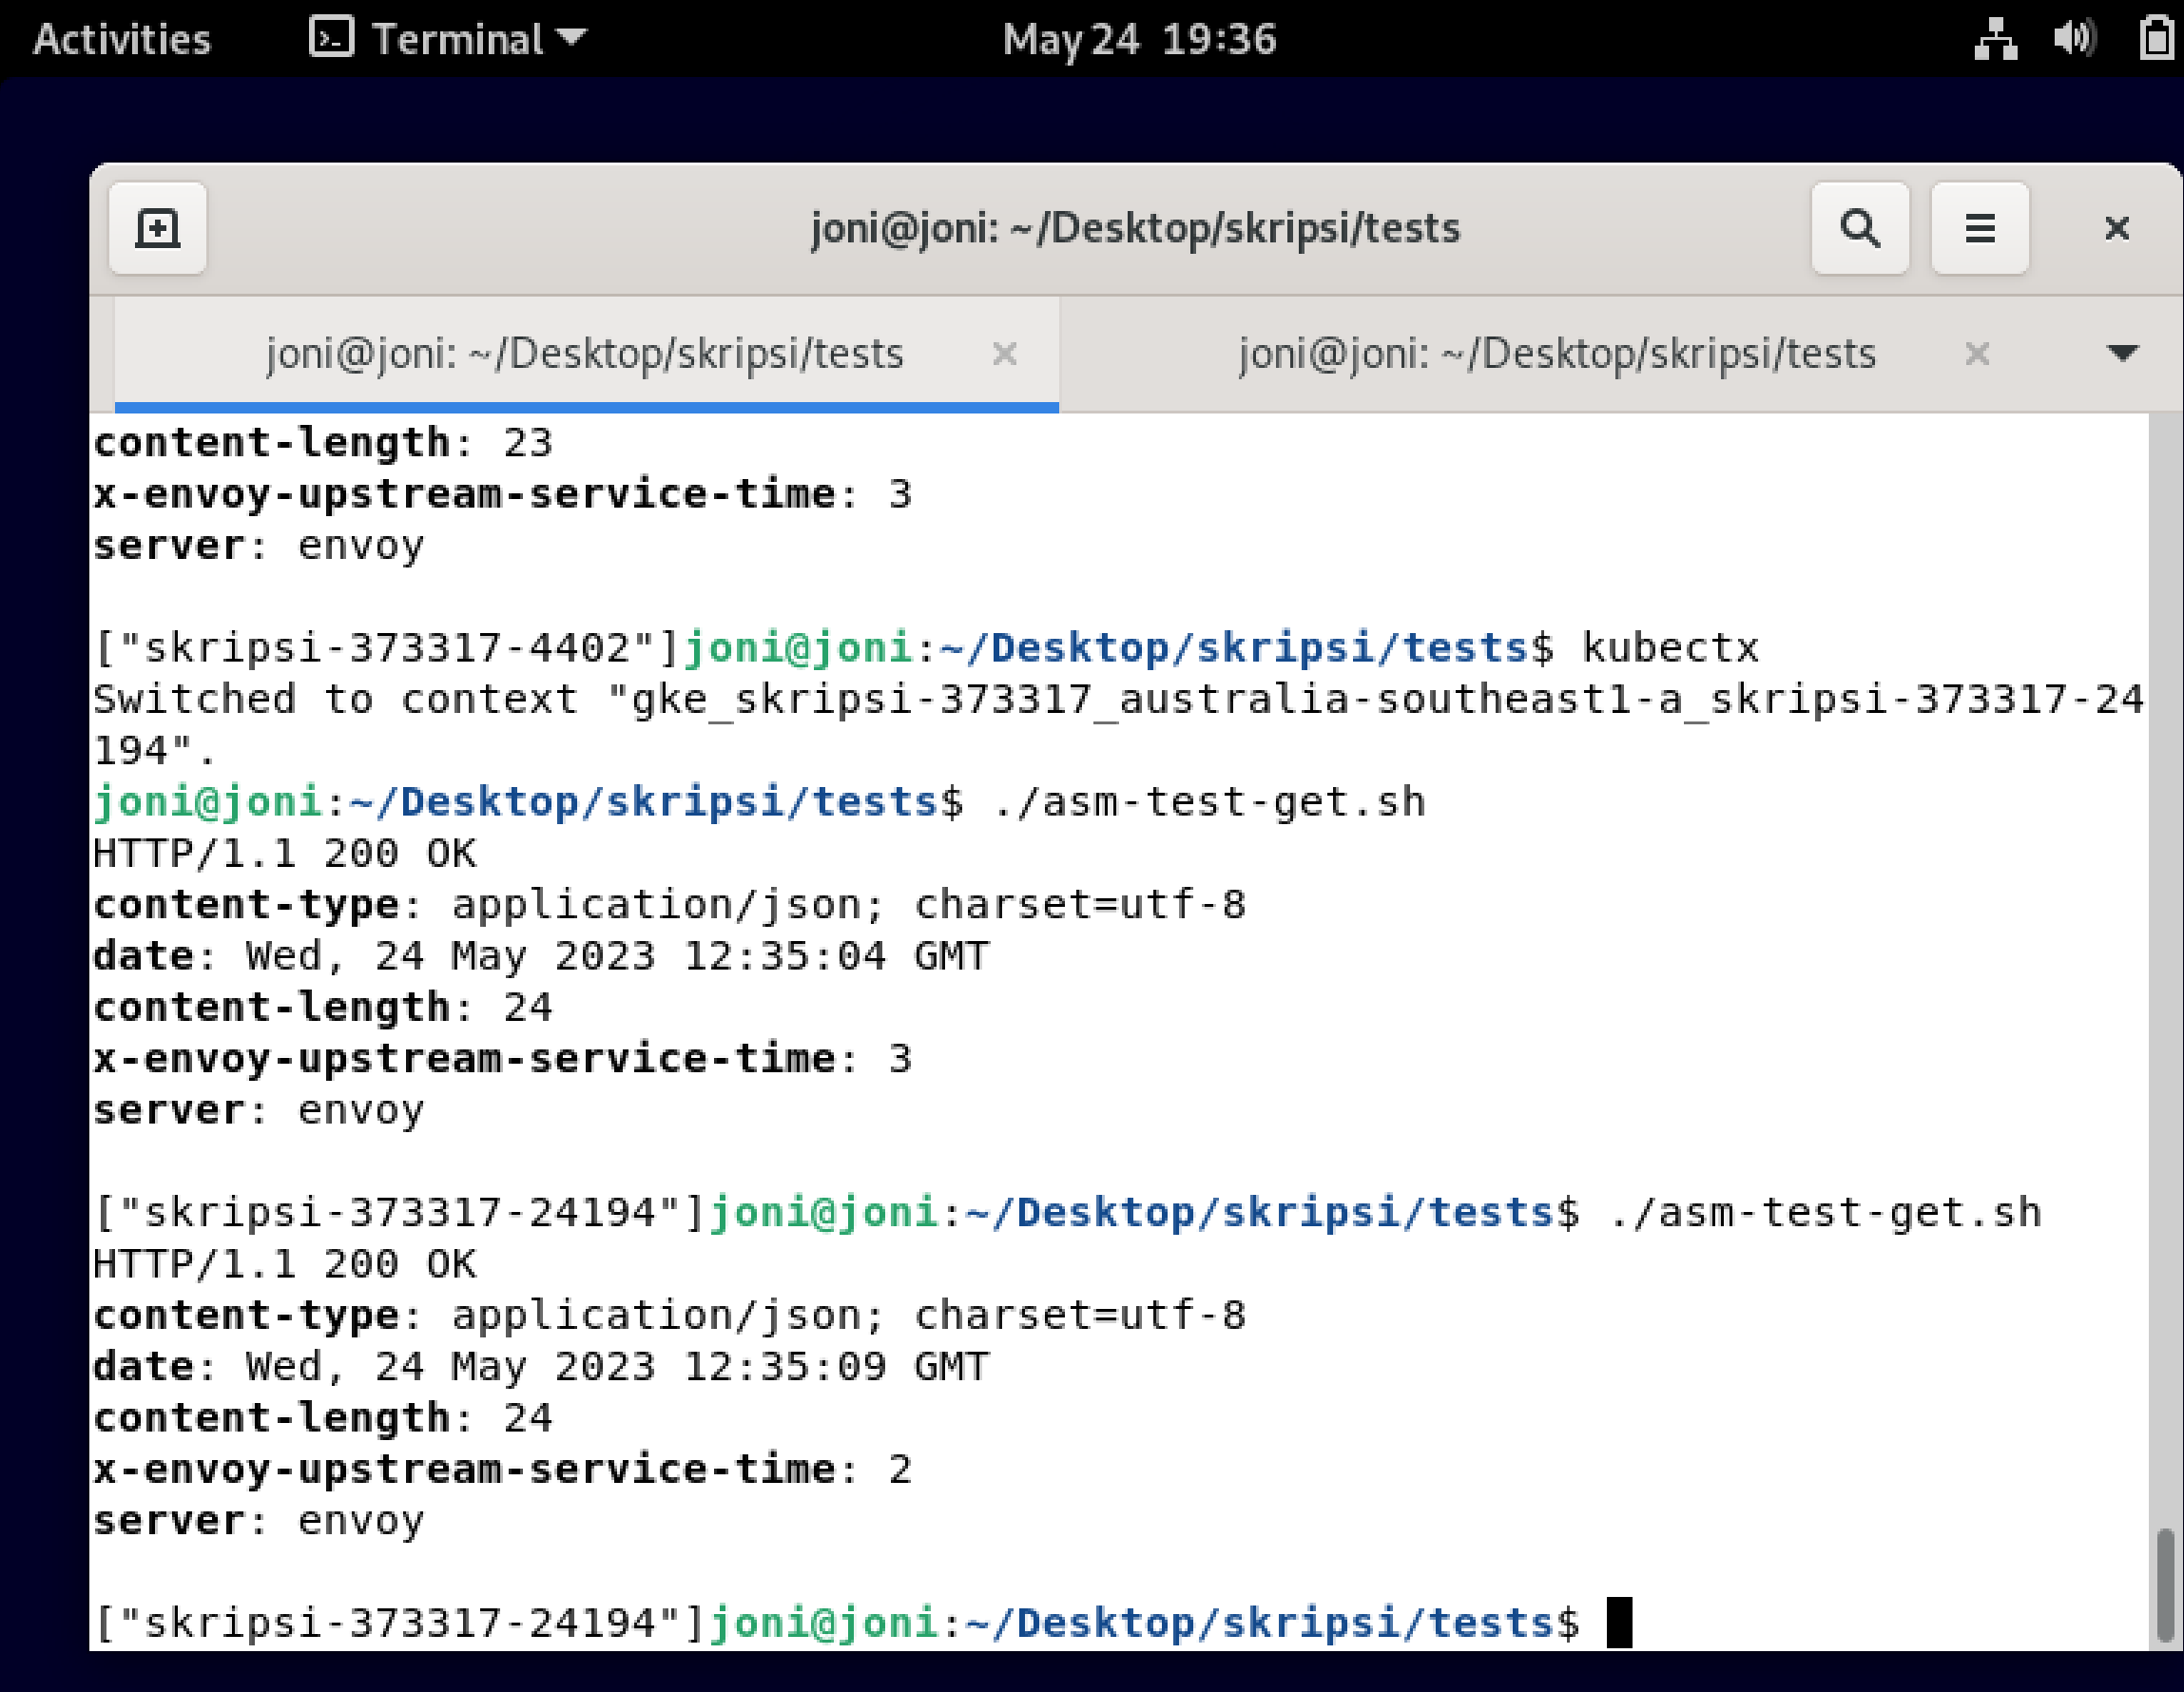 Activities Terminal May 24 19:36
joni@joni: ~/Desktop/skripsi/tests
joni@joni: ~/Desktop/skripsi/tests joni@joni: ~/Desktop/skripsi/tests
content-length: 23
x-envoy-upstream-service-time: 3
server: envoy
["skripsi-373317-4402"]joni@joni:~/Desktop/skripsi/tests$ kubectx
Switched to context "gke_skripsi-373317_australia-southeast1-a_skripsi-373317-24
194".
joni@joni:~/Desktop/skripsi/tests$ ./asm-test-get.sh
HTTP/1.1 200 OK
content-type: application/json; charset=utf-8
date: Wed, 24 May 2023 12:35:04 GMT
content-length: 24
x-envoy-upstream-service-time: 3
server: envoy
["skripsi-373317-24194"]joni@joni:~/Desktop/skripsi/tests$ ./asm-test-get.sh
HTTP/1.1 200 OK
content-type: application/json; charset=utf-8
date: Wed, 24 May 2023 12:35:09 GMT
content-length: 24
x-envoy-upstream-service-time: 2
server: envoy
["skripsi-373317-24194"]joni@joni:~/Desktop/skripsi/tests$